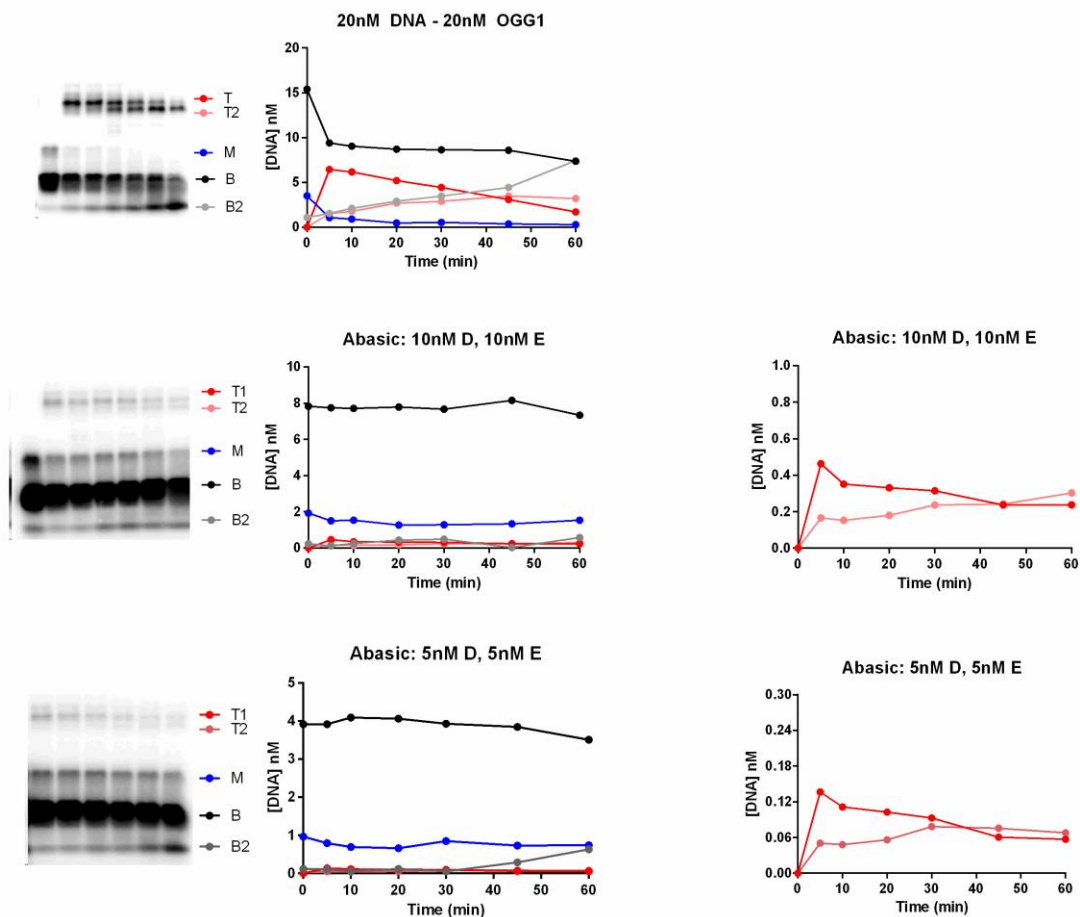 20nM DNA - 20nM OGG1
T
T2
M
B
B2
[DNA] nM
20
15
10
5
0
0 10 20 30 40 50 60
Time (min)
Abasic: 10nM D, 10nM E
T1
T2
M
B
B2
[DNA] nM
10
8
6
4
2
0
0 10 20 30 40 50 60
Time (min)
Abasic: 10nM D, 10nM E
[DNA] nM
1.0
0.8
0.6
0.4
0.2
0.0
0 10 20 30 40 50 60
Time (min)
Abasic: 5nM D, 5nM E
T1
T2
M
B
B2
[DNA] nM
5
4
3
2
1
0
0 10 20 30 40 50 60
Time (min)
Abasic: 5nM D, 5nM E
[DNA] nM
0.30
0.24
0.18
0.12
0.06
0.00
0 10 20 30 40 50 60
Time (min)